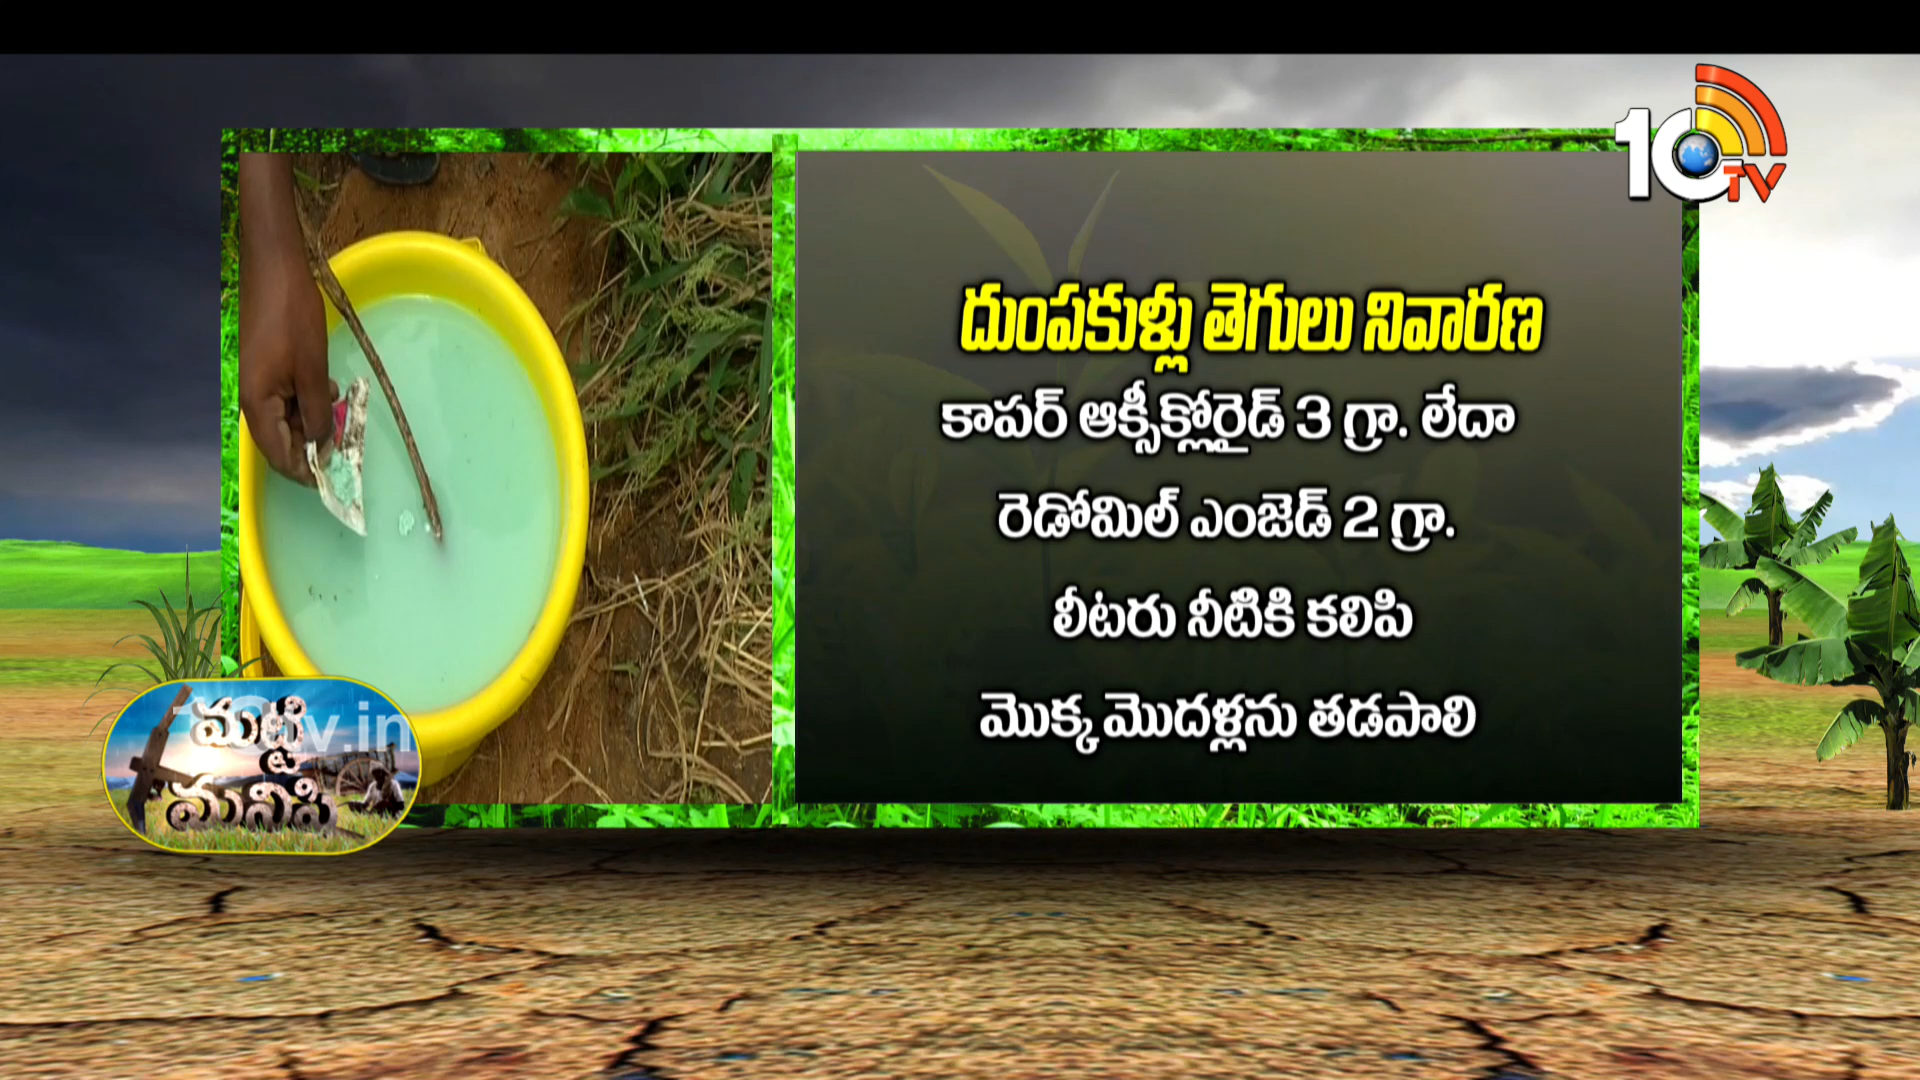 10TV
దుంపకుళ్లు తెగులు నివారణ
కాపర్ ఆక్సీక్లోరైడ్ 3 గ్రా. లేదా
రెడోమిల్ ఎంజెడ్ 2 గ్రా.
లీటరు నీటికి కలిపి
మొక్క మొదళ్లను తడపాలి
మట్టి
మనిషి